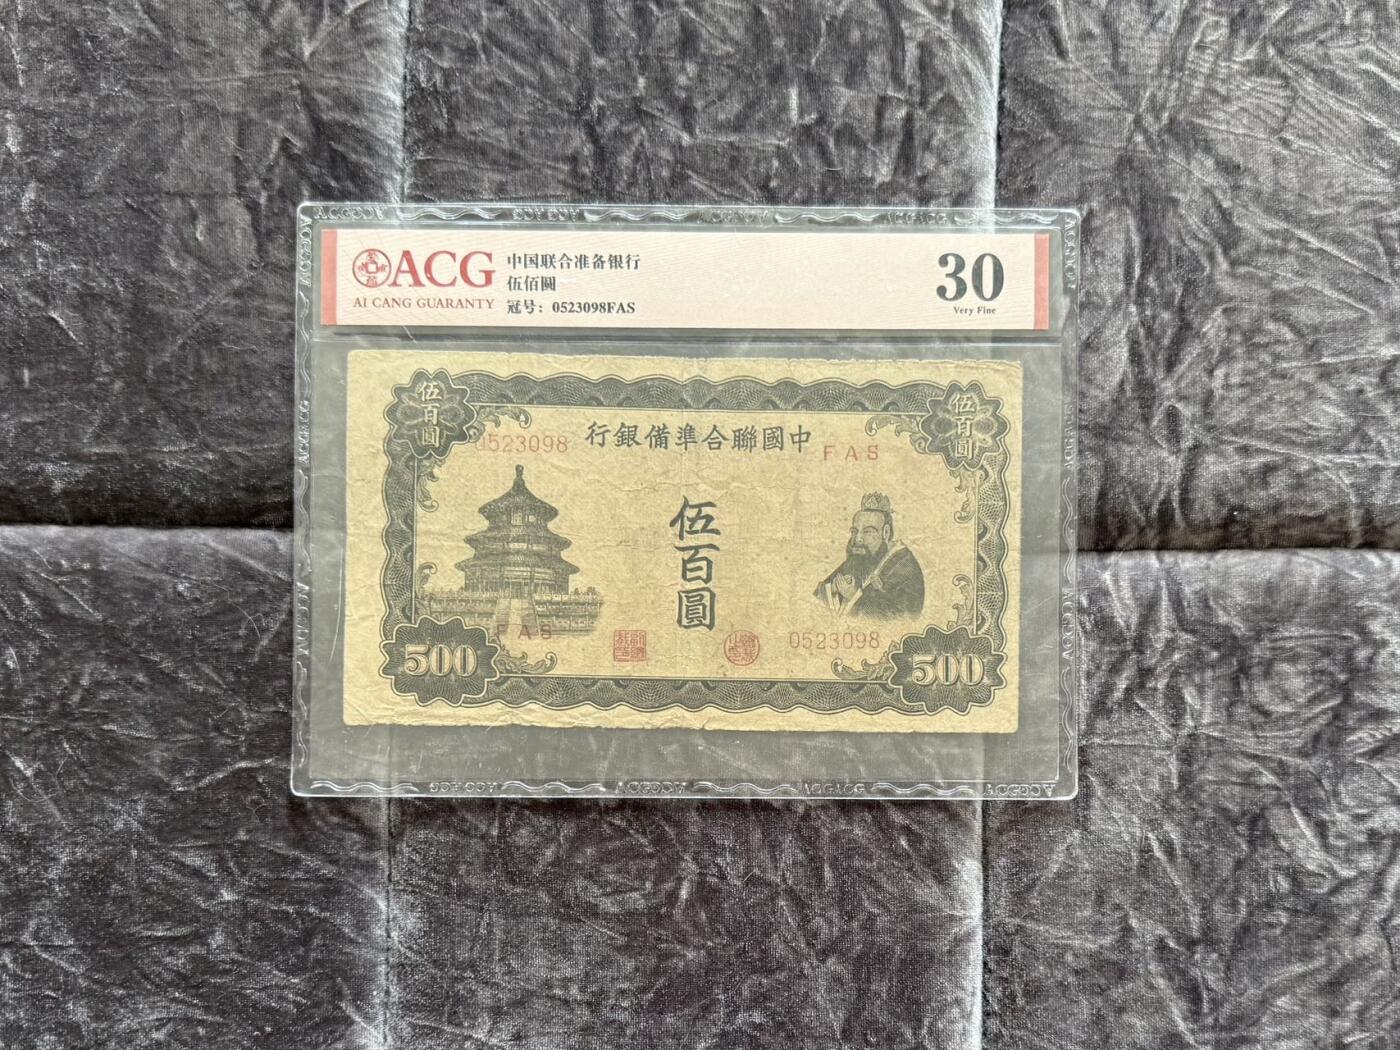 ACG
AI CANG GUARANTY
中国联合准备银行
伍佰圆
冠号：0523098FAS
30
Very Fine
伍百圓
伍百圓
0523098
行銀備準合聯國中
FAS
伍百圓
FAS
0523098
500
500